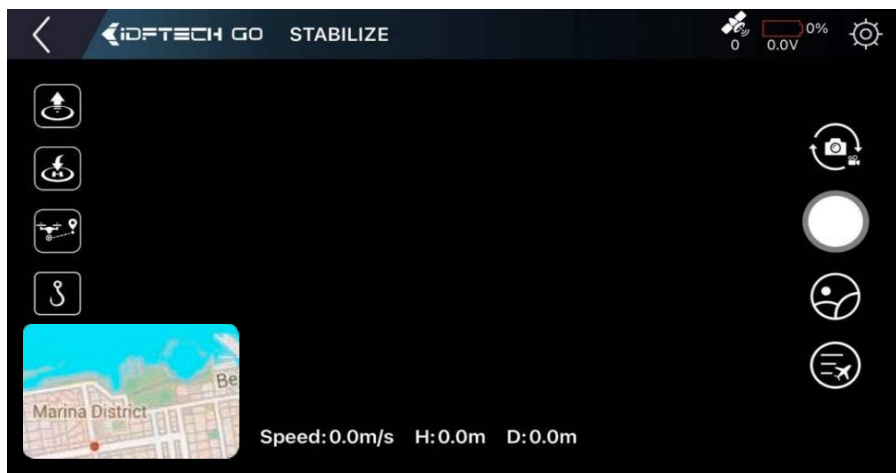 iDFTECH GO STABILIZE
0
0.0V
0%
H
Marina District
Be
Speed:0.0m/s H:0.0m D:0.0m